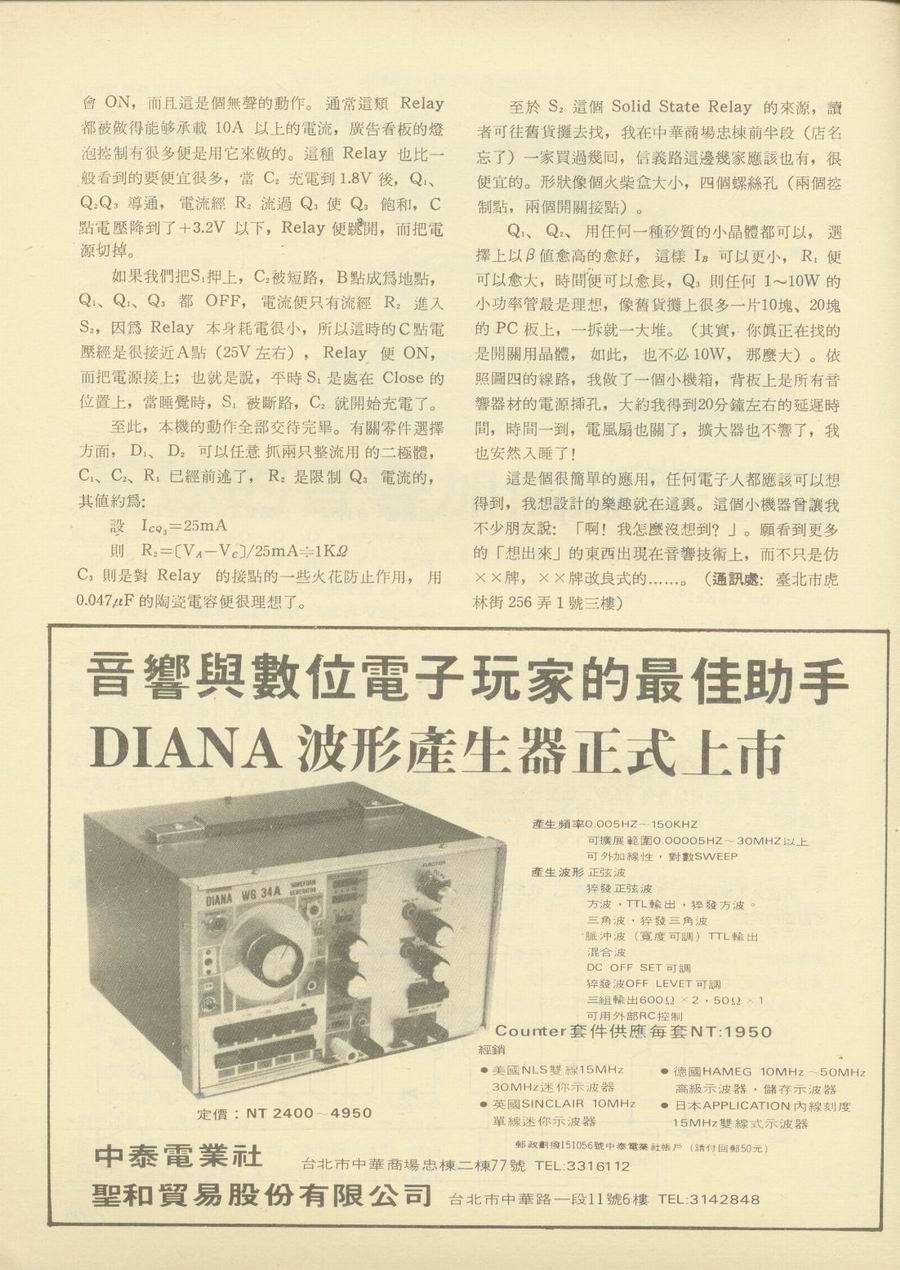 會 ON，而且這是個無聲的動作。 通常這類 Relay
都被做得能够承載 10A 以上的電流，廣告看板的燈
泡控制有很多便是用它來做的。這種 Relay 也比一
般看到的要便宜很多，當 C₂ 充電到1.8V 後，Q₁、
Q₂Q₃ 導通， 電流經 R₂ 流過 Q₃ 使 Q₃ 飽和，C
點電壓降到了+3.2V 以下，Relay 便跳開，而把電
源切掉。
如果我們把S₁押上，C₂被短路，B點成爲地點，
Q₁、Q₁、Q₃ 都 OFF， 電流便只有流經 R₂ 進入
S₂，因爲 Relay 本身耗電很小，所以這時的C點電
壓經是很接近A點（25V 左右），Relay 便 ON，
而把電源接上；也就是說，平時 S₁ 是處在 Close 的
位置上，當睡覺時，S₁ 被斷路，C₂ 就開始充電了。
至此，本機的動作全部交待完畢。有關零件選擇
方面， D₁、 D₂ 可以任意 抓兩只整流用 的二極體，
C₁、C₂、R₁ 已經前述了， R₂ 是限制 Q₃ 電流的，
其値約爲:
設 I_CQ₃=25mA
則 R₂=〔V_A－V_C〕/25mA≑1KΩ
C₃ 則是對 Relay 的接點的一些火花防止作用， 用
0.047μF 的陶瓷電容便很理想了。
至於 S₂ 這個 Solid State Relay 的來源，讀
者可往舊貨攤去找，我在中華商場忠棟前半段（店名
忘了）一家買過幾囘，信義路這邊幾家應該也有，很
便宜的。形狀像個火柴盒大小，四個螺絲孔（兩個控
制點，兩個開關接點）。
Q₁、 Q₂、 用任何一種矽質的小晶體都可以， 選
擇上以β値愈高的愈好， 這樣 I_B 可以更小， R₁ 便
可以愈大，時間便可以愈長，Q₃ 則任何 1～10W 的
小功率管最是理想，像舊貨攤上很多一片10塊、20塊
的 PC 板上，一拆就一大堆。（其實，你眞正在找的
是開關用晶體， 如此， 也不必 10W， 那麼大）。依
照圖四的線路，我做了一個小機箱，背板上是所有音
響器材的電源挿孔，大約我得到20分鐘左右的延遲時
間，時間一到，電風扇也關了，擴大器也不響了，我
也安然入睡了!
這是個很簡單的應用，任何電子人都應該可以想
得到，我想設計的樂趣就在這裏。這個小機器曾讓我
不少朋友說: 「啊! 我怎麼沒想到? 」。願看到更多
的「想出來」的東西出現在音響技術上，而不只是仿
××牌，××牌改良式的……。（通訊處: 臺北市虎
林街 256 弄 1 號三樓）
音響與數位電子玩家的最佳助手
DIANA 波形產生器正式上市
產生頻率0.005HZ～150KHZ
可擴展範圍0.00005HZ～30MHZ以上
可外加線性，對數SWEEP
產生波形 正弦波
猝發正弦波
方波，TTL輸出，猝發方波。
三角波，猝發三角波
脈沖波（寬度可調）TTL輸出
混合波
DC OFF SET可調
猝發波OFF LEVET可調
三組輸出600Ω ×2，50Ω ×1
可用外部RC控制
Counter套件供應每套NT:1950
DIANA WG 34A WAVEFORM GENERATOR
FUNCTION
定價：NT 2400～4950
經銷
●美國NLS雙線15MHz
30MHz迷你示波器
●英國SINCLAIR 10MHz
單線迷你示波器
●德國HAMEG 10MHz～50MHz
高級示波器，儲存示波器
●日本APPLICATION內線刻度
15MHz雙線式示波器
郵政劃撥151056號中泰電業社帳戶（請付回郵50元）
中泰電業社 台北市中華商場忠棟二樓77號 TEL:3316112
聖和貿易股份有限公司 台北市中華路一段11號6樓 TEL:3142848